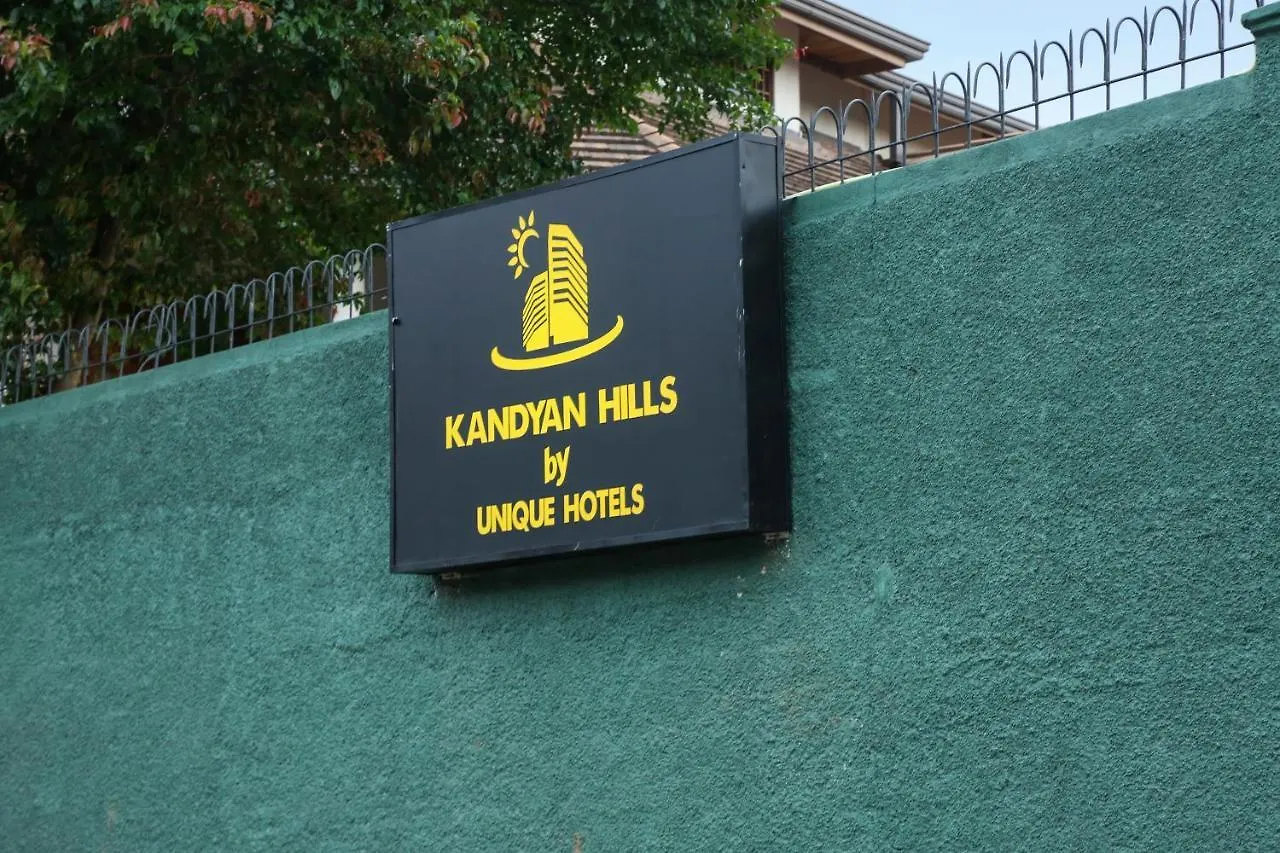 KANDYAN HILLS
by
UNIQUE HOTELS